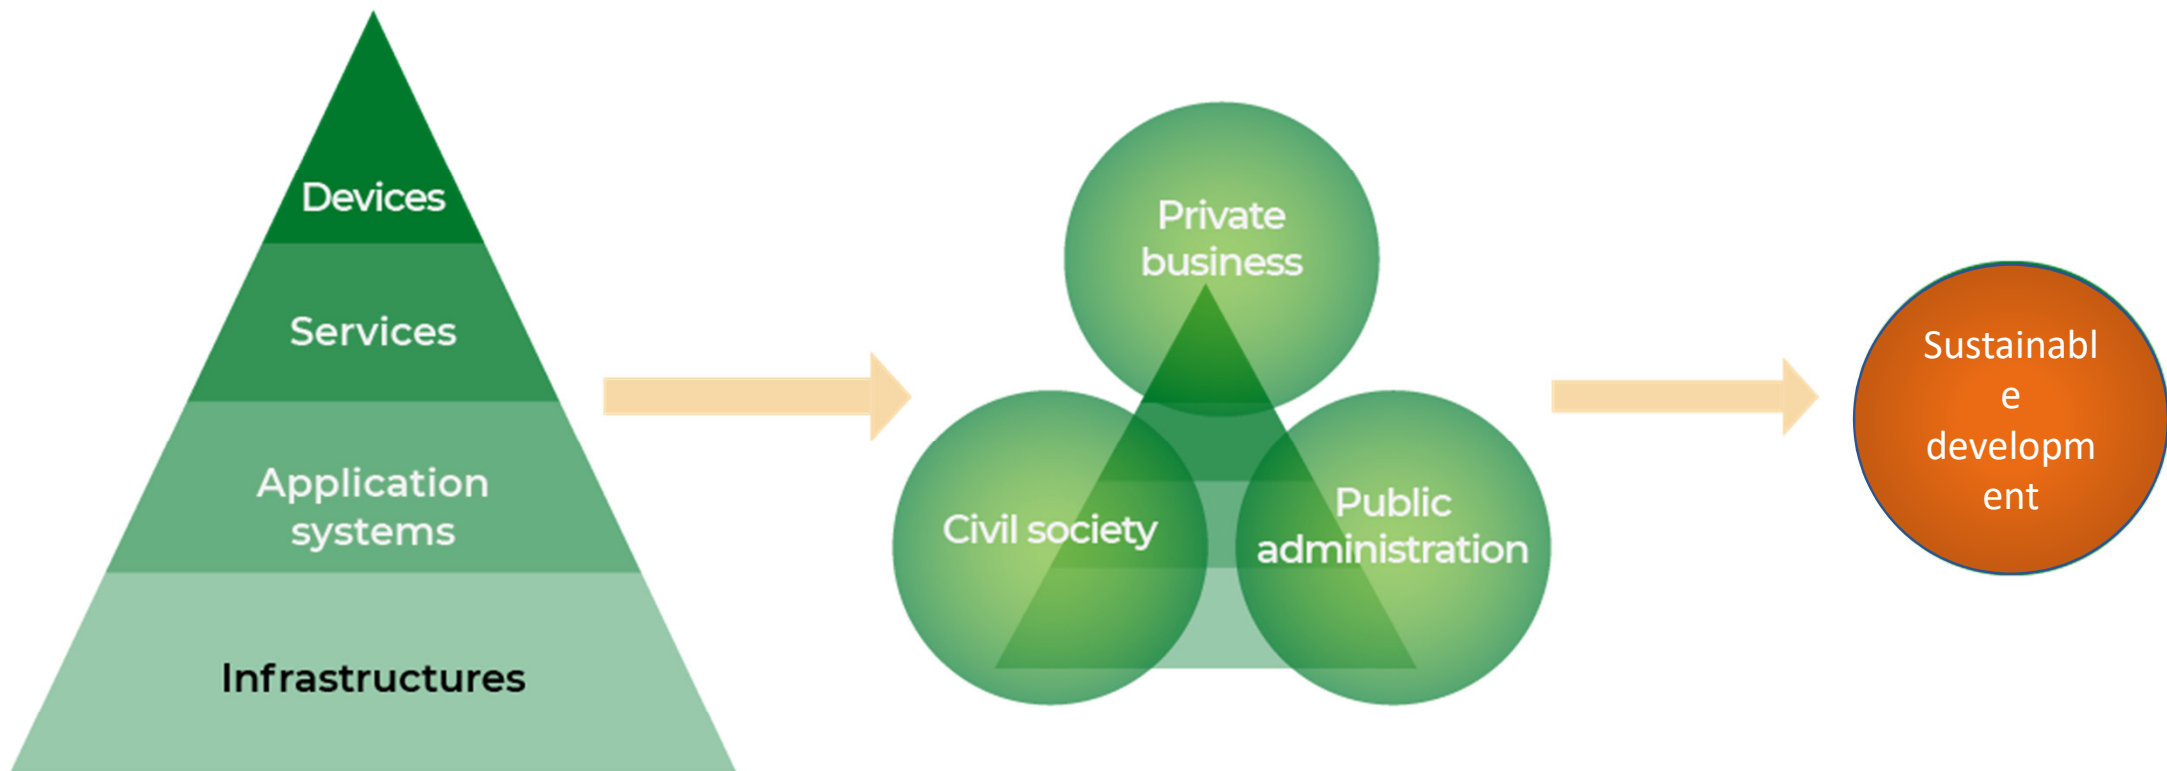 Devices
Services
Application
systems
Infrastructures
Private
business
Civil society
Public
administration
Sustainabl
e
developm
ent